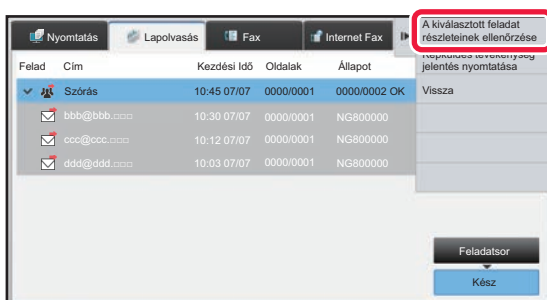 Nyomtatás
Lapolvasás
Fax
Internet Fax
A kiválasztott feladat
részleteinek ellenőrzése
Képküldés tevékenység
jelentés nyomtatása
Vissza
Felad Cím Kezdési Idő Oldalak Állapot
Szórás 10:45 07/07 0000/0001 0000/0002 OK
bbb@bbb.□□□ 10:30 07/07 0000/0001 NG800000
ccc@ccc.□□□ 10:12 07/07 0000/0001 NG800000
ddd@ddd.□□□ 10:03 07/07 0000/0001 NG800000
Feladatsor
Kész